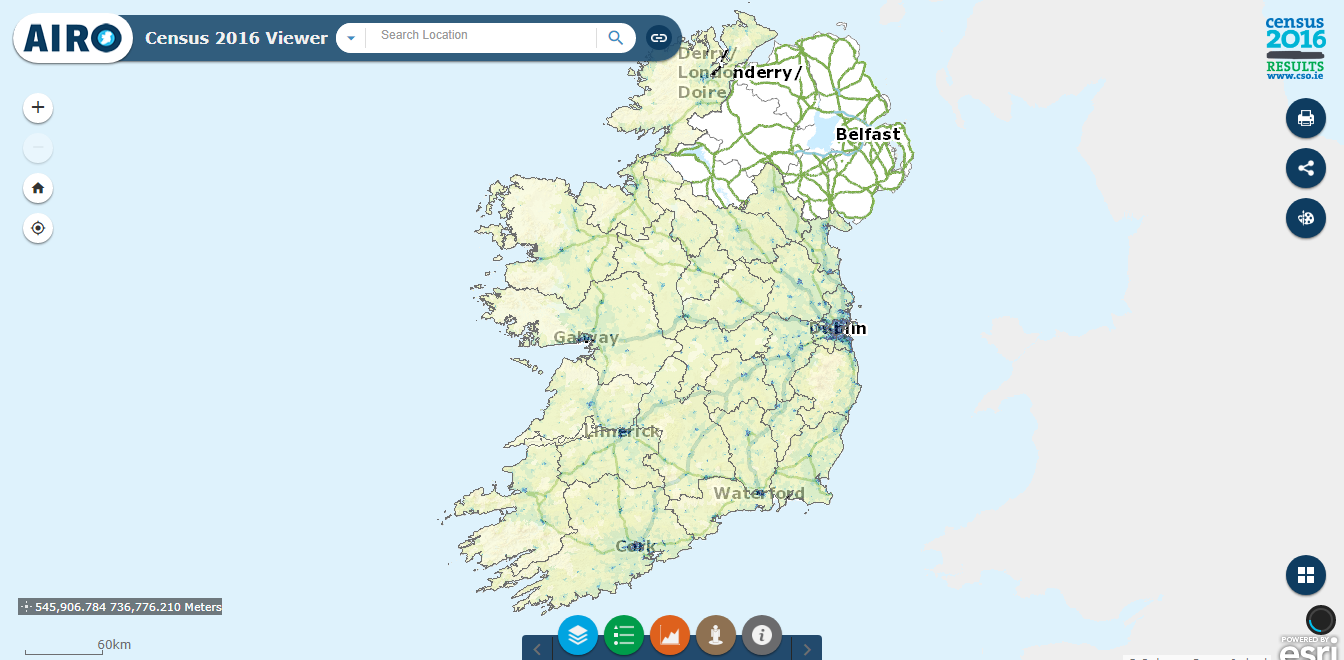 AIRO
Census 2016 Viewer
Search Location
census
2016
RESULTS
www.cso.ie
Derry/
Londonderry/
Doire
Belfast
Galway
Dublin
Limerick
Waterford
Cork
545,906.784 736,776.210 Meters
60km
POWERED BY
esri